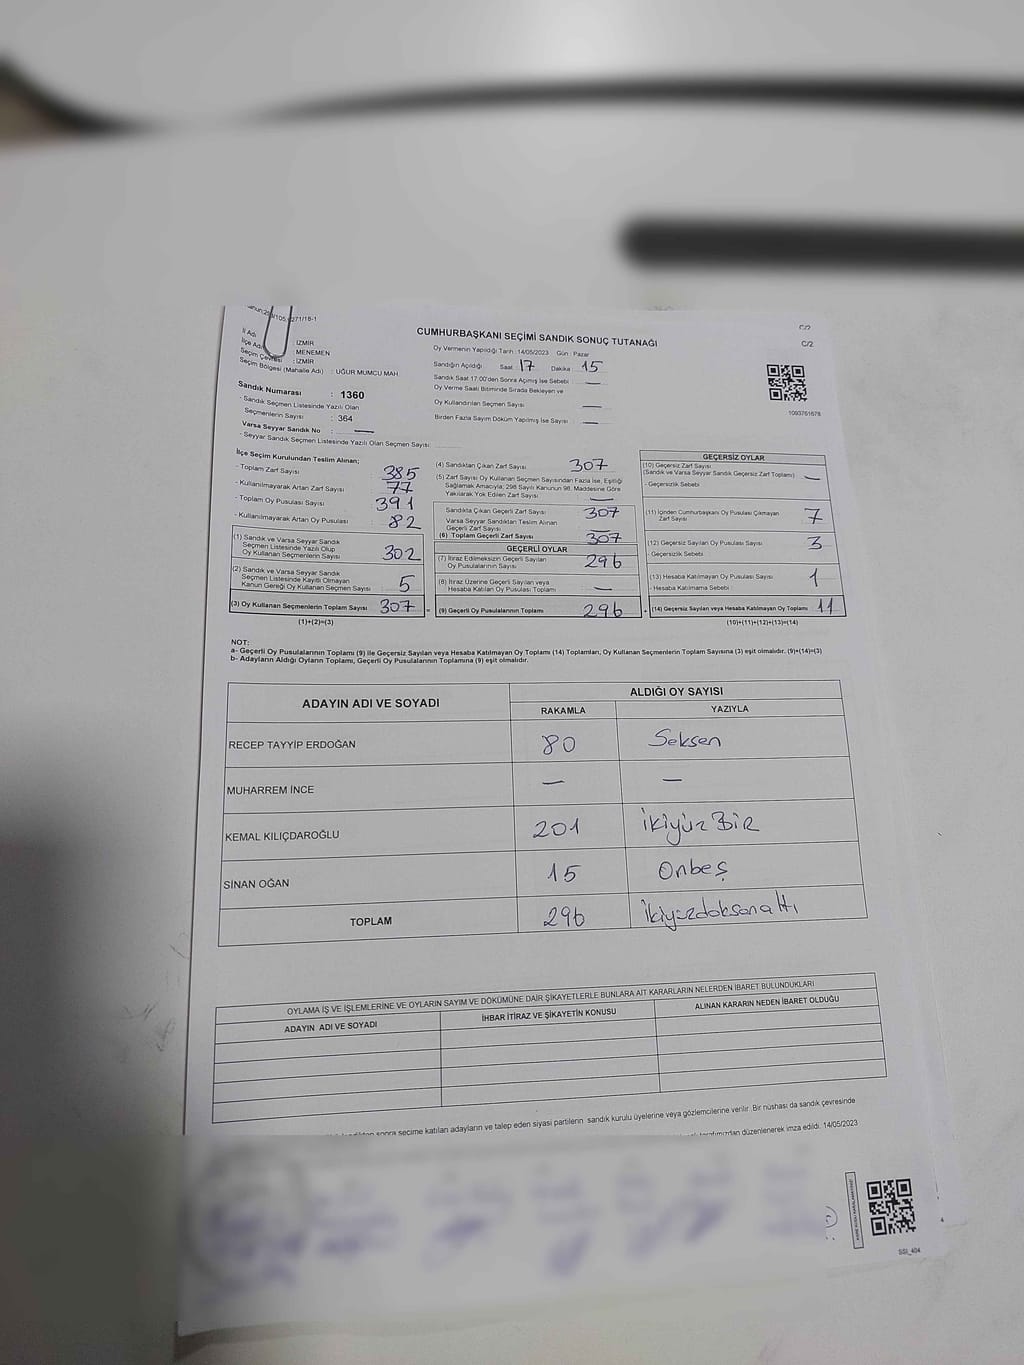 CUMHURBAŞKANI SEÇİMİ SANDIK SONUÇ TUTANAĞI
C/2
C/2
İl Adı : İZMİR
İlçe Adı : MENEMEN
Seçim Çevresi : İZMİR
Seçim Bölgesi (Mahalle Adı) : UĞUR MUMCU MAH.
Oy Vermenin Yapıldığı Tarih : 14/05/2023 Gün : Pazar
Sandığın Açıldığı Saat 17 Dakika 15
Sandık Saat 17.00'den Sonra Açımış İse Sebebi : —
Oy Verme Saati Bitiminde Sırada Bekleyen ve
Oy Kullandırılan Seçmen Sayısı —
Birden Fazla Sayım Döküm Yapılmış İse Sayısı : —
1093761678
Sandık Numarası : 1360
- Sandık Seçmen Listesinde Yazılı Olan
Seçmenlerin Sayısı : 364
Varsa Seyyar Sandık No : —
- Seyyar Sandık Seçmen Listesinde Yazılı Olan Seçmen Sayısı:
İlçe Seçim Kurulundan Teslim Alınan;
- Toplam Zarf Sayısı 385
- Kullanılmayarak Artan Zarf Sayısı 77
- Toplam Oy Pusulası Sayısı 391
- Kullanılmayarak Artan Oy Pusulası 82
(1) Sandık ve Varsa Seyyar Sandık
Seçmen Listesinde Yazılı Olup
Oy Kullanan Seçmenlerin Sayısı 302
(2) Sandık ve Varsa Seyyar Sandık
Seçmen Listesinde Kayıtlı Olmayan
Kanun Gereği Oy Kullanan Seçmen Sayısı 5
(3) Oy Kullanan Seçmenlerin Toplam Sayısı 307
(1)+(2)=(3)
(4) Sandıktan Çıkan Zarf Sayısı 307
(5) Zarf Sayısı Oy Kullanan Seçmen Sayısından Fazla İse, Eşitliği
Sağlamak Amacıyla; 298 Sayılı Kanunun 98. Maddesine Göre
Yakılarak Yok Edilen Zarf Sayısı —
Sandıkta Çıkan Geçerli Zarf Sayısı 307
Varsa Seyyar Sandıktan Teslim Alınan
Geçerli Zarf Sayısı —
(6) Toplam Geçerli Zarf Sayısı 307
GEÇERLİ OYLAR
(7) İtiraz Edilmeksizin Geçerli Sayılan
Oy Pusulalarının Sayısı 296
(8) İtiraz Üzerine Geçerli Sayılan veya
Hesaba Katılan Oy Pusulası Toplamı —
(9) Geçerli Oy Pusulalarının Toplamı 296
GEÇERSİZ OYLAR
(10) Geçersiz Zarf Sayısı
(Sandık ve Varsa Seyyar Sandık Geçersiz Zarf Toplamı) —
- Geçersizlik Sebebi
(11) İçinden Cumhurbaşkanı Oy Pusulası Çıkmayan
Zarf Sayısı 7
(12) Geçersiz Sayılan Oy Pusulası Sayısı 3
- Geçersizlik Sebebi
(13) Hesaba Katılmayan Oy Pusulası Sayısı 1
- Hesaba Katılmama Sebebi
(14) Geçersiz Sayılan veya Hesaba Katılmayan Oy Toplamı 11
(10)+(11)+(12)+(13)=(14)
NOT:
a- Geçerli Oy Pusulalarının Toplamı (9) ile Geçersiz Sayılan veya Hesaba Katılmayan Oy Toplamı (14) Toplamları, Oy Kullanan Seçmenlerin Toplam Sayısına (3) eşit olmalıdır. (9)+(14)=(3)
b- Adayların Aldığı Oyların Toplamı, Geçerli Oy Pusulalarının Toplamına (9) eşit olmalıdır.
ADAYIN ADI VE SOYADI ALDIĞI OY SAYISI
RAKAMLA YAZIYLA
RECEP TAYYİP ERDOĞAN 80 Seksen
MUHARREM İNCE — —
KEMAL KILIÇDAROĞLU 201 İkiyüz Bir
SİNAN OĞAN 15 Onbeş
TOPLAM 296 İkiyüzdoksanaltı
OYLAMA İŞ VE İŞLEMLERİNE VE OYLARIN SAYIM VE DÖKÜMÜNE DAİR ŞİKAYETLERLE BUNLARA AİT KARARLARIN NELERDEN İBARET BULUNDUKLARI
ADAYIN ADI VE SOYADI İHBAR İTİRAZ VE ŞİKAYETİN KONUSU ALINAN KARARIN NEDEN İBARET OLDUĞU
sonra seçime katılan adayların ve talep eden siyasi partilerin sandık kurulu üyelerine veya gözlemcilerine verilir. Bir nüshası da sandık çevresinde
düzenlenerek imza edildi. 14/05/2023
SSI_404